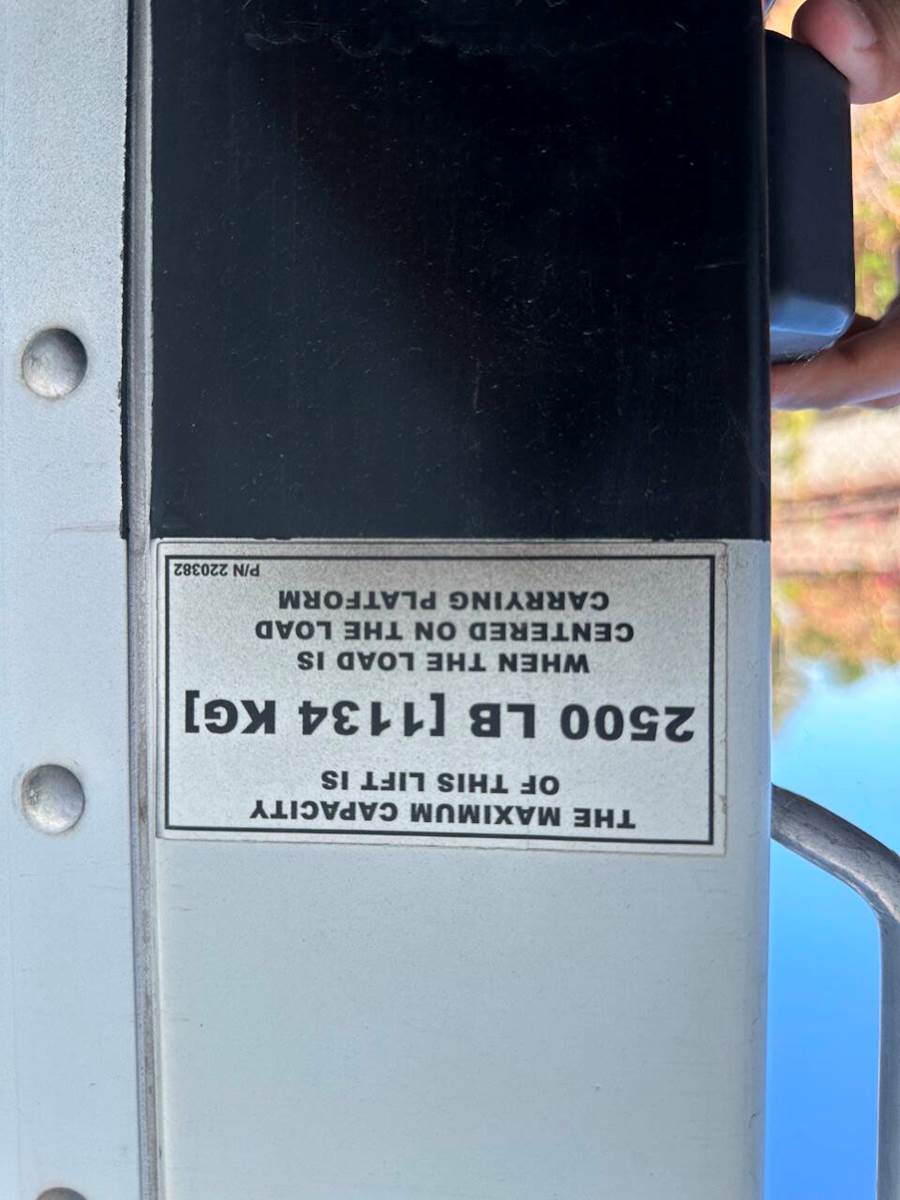 THE MAXIMUM CAPACITY
OF THIS LIFT IS
2500 LB [1134 KG]
WHEN THE LOAD IS
CENTERED ON THE LOAD
CARRYING PLATFORM
P/N 220382